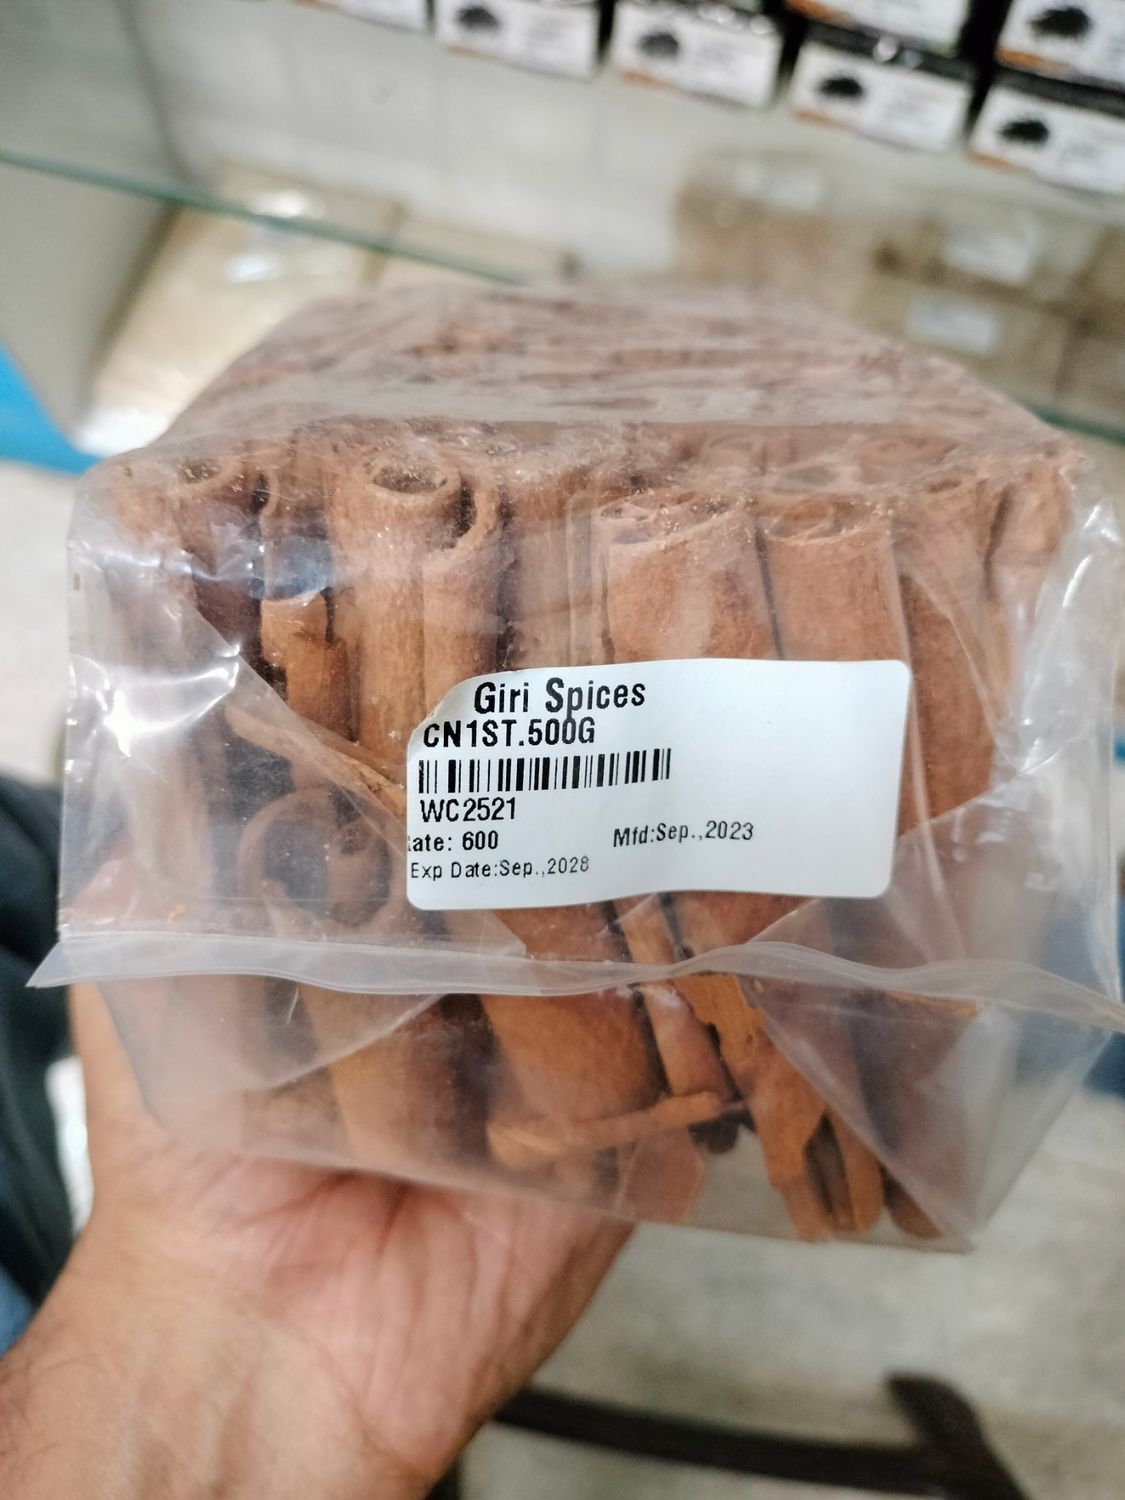 Giri Spices
CN1ST.500G
WC2521
ate: 600
Mfd:Sep.,2023
Exp Date:Sep.,2028